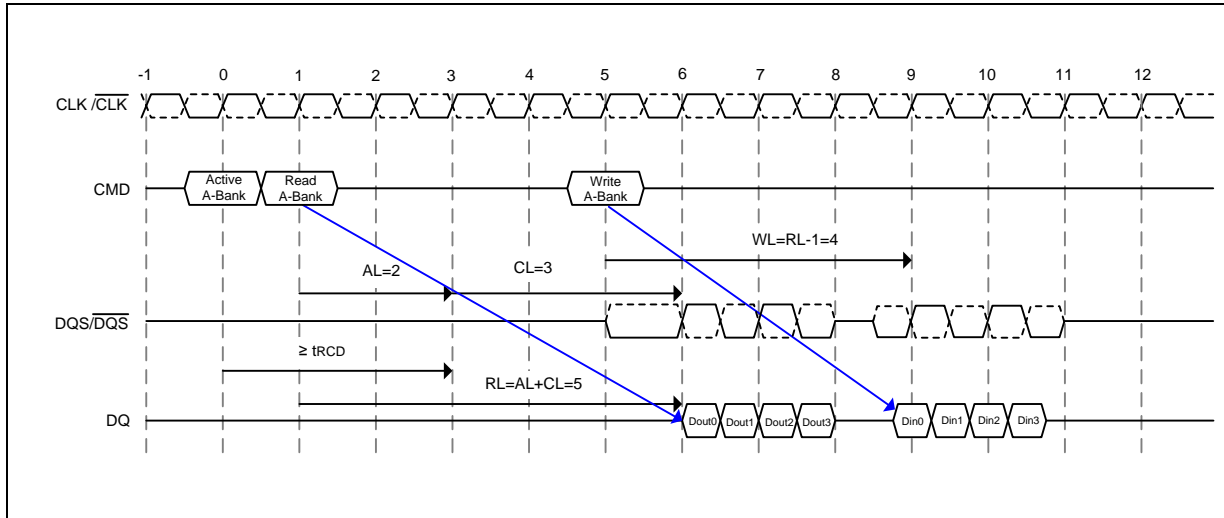 -1 0 1 2 3 4 5 6 7 8 9 10 11 12
CLK /CLK
CMD
Active
A-Bank
Read
A-Bank
Write
A-Bank
WL=RL-1=4
AL=2
CL=3
DQS/DQS
≥ tRCD
RL=AL+CL=5
DQ
Dout0 Dout1 Dout2 Dout3 Din0 Din1 Din2 Din3